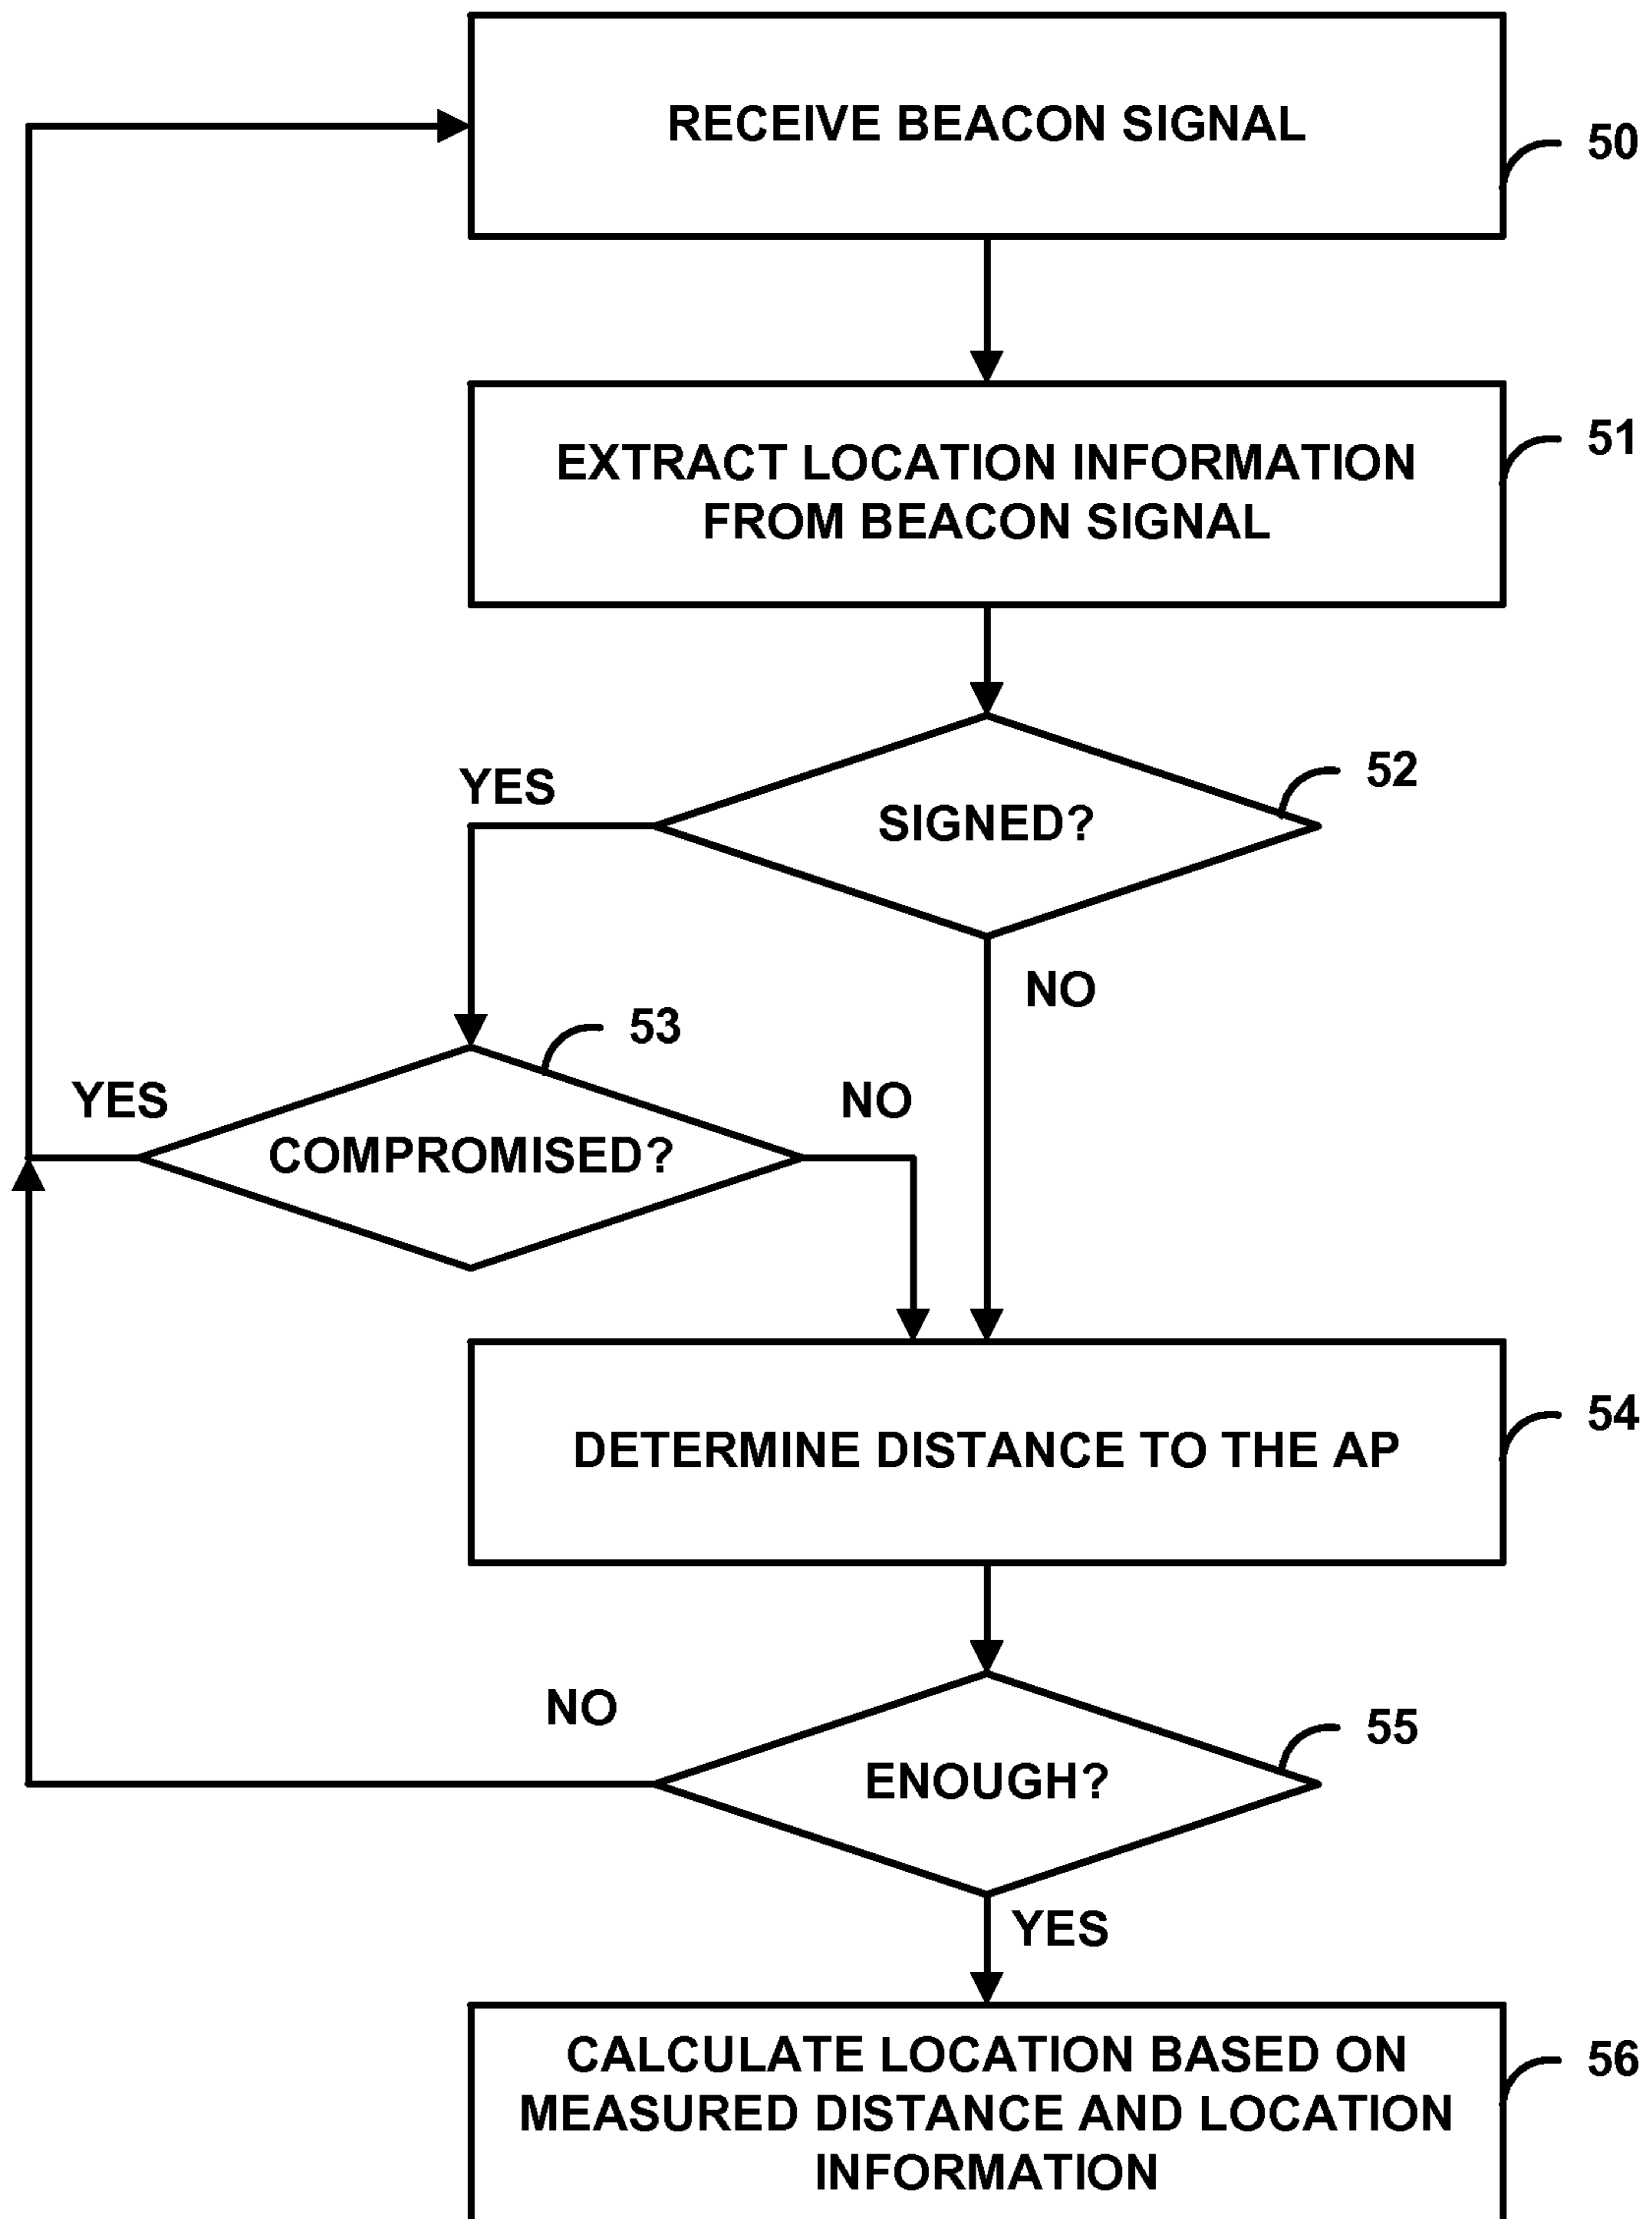 RECEIVE BEACON SIGNAL
50
EXTRACT LOCATION INFORMATION
FROM BEACON SIGNAL
51
YES
SIGNED?
52
NO
53
YES
COMPROMISED?
NO
DETERMINE DISTANCE TO THE AP
54
NO
ENOUGH?
55
YES
CALCULATE LOCATION BASED ON
MEASURED DISTANCE AND LOCATION
INFORMATION
56